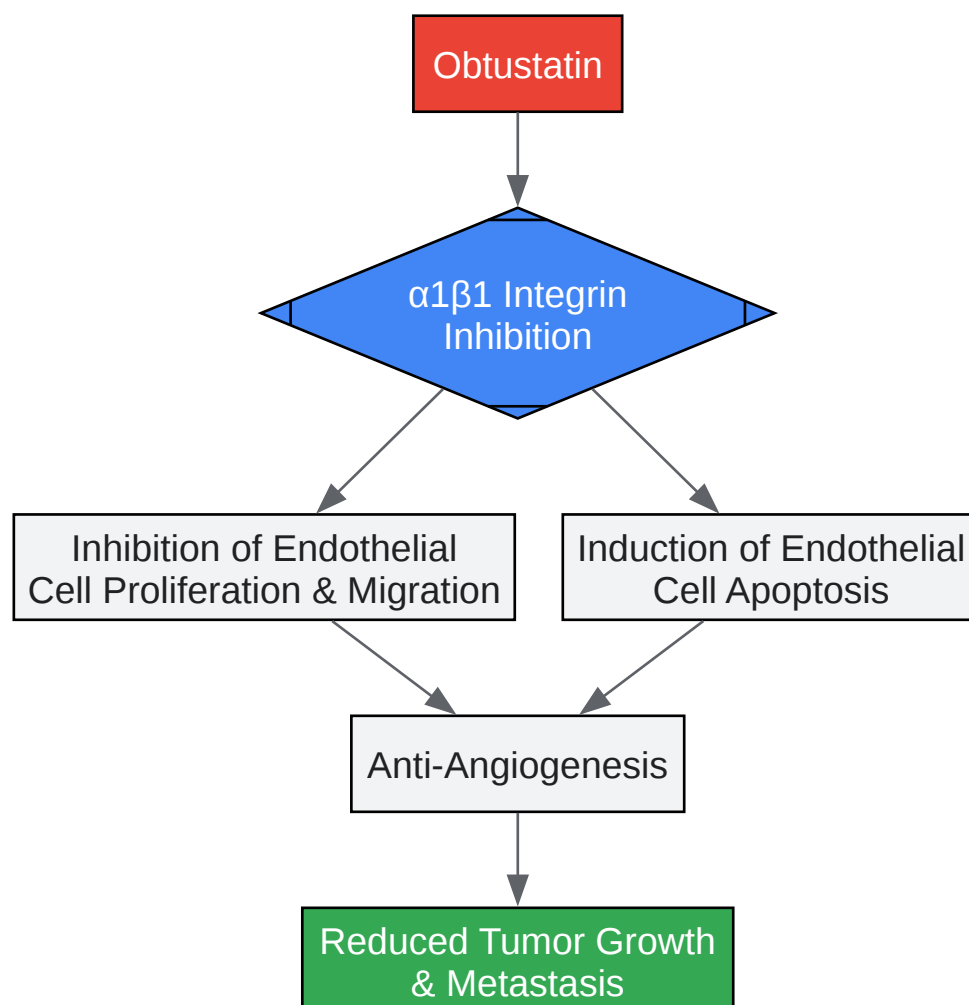 Obtustatin
α1β1 Integrin
Inhibition
Inhibition of Endothelial
Cell Proliferation & Migration
Induction of Endothelial
Cell Apoptosis
Anti-Angiogenesis
Reduced Tumor Growth
& Metastasis